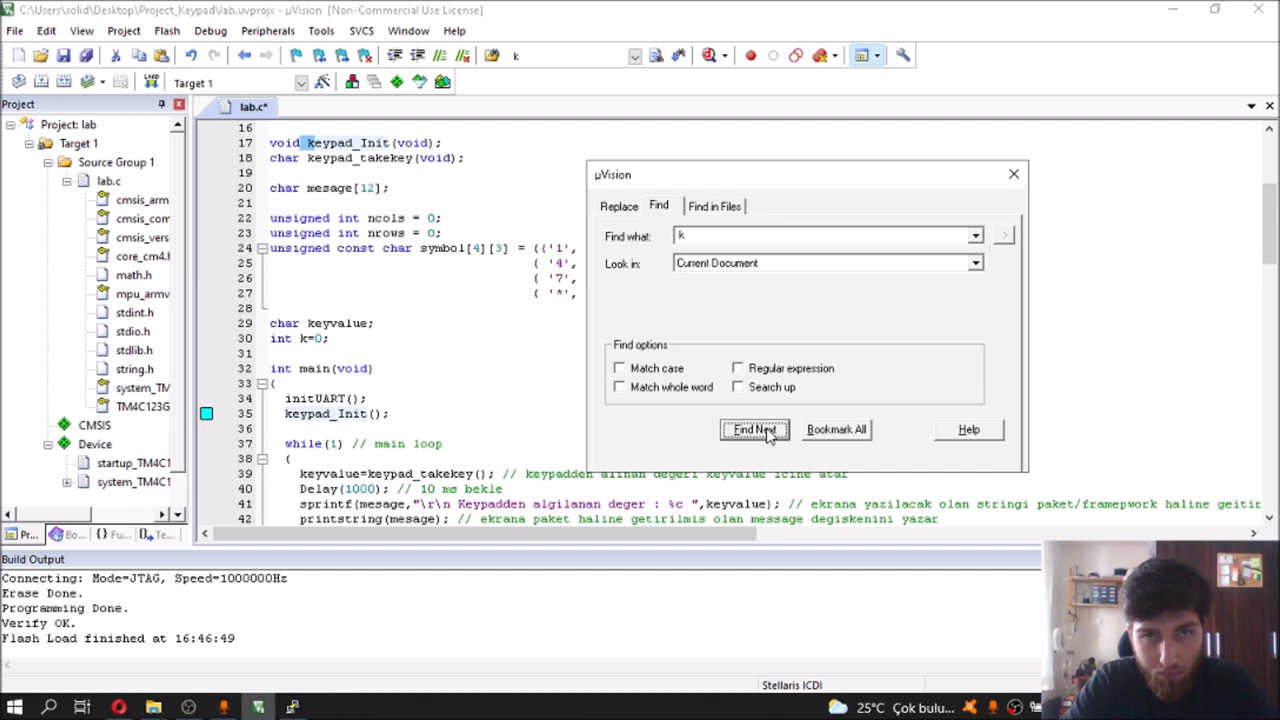 C:\Users\solid\Desktop\Project_Keypad\lab.uvprojx - µVision [Non-Commercial Use License]
File Edit View Project Flash Debug Peripherals Tools SVCS Window Help
k
Target 1
Project
lab.c*
Project: lab
Target 1
Source Group 1
lab.c
cmsis_arm
cmsis_com
cmsis_vers
core_cm4.h
math.h
mpu_armv
stdint.h
stdio.h
stdlib.h
string.h
system_TM
TM4C123G
CMSIS
Device
startup_TM4C1
system_TM4C1
Pr... Bo... {} Fu... Te...
16
17 void keypad_Init(void);
18 char keypad_takekey(void);
19
20 char mesage[12];
21
22 unsigned int ncols = 0;
23 unsigned int nrows = 0;
24 unsigned const char symbol[4][3] = {{'1',
25 { '4',
26 { '7',
27 { '*',
28
29 char keyvalue;
30 int k=0;
31
32 int main(void)
33 {
34 initUART();
35 keypad_Init();
36
37 while(1) // main loop
38 {
39 keyvalue=keypad_takekey(); // keypadden alinan degeri keyvalue icine atar
40 Delay(1000); // 10 ms bekle
41 sprintf(mesage,"\r\n Keypadden algilanan deger : %c ",keyvalue); // ekrana yazilacak olan stringi paket/framepwork haline getir
42 printstring(mesage); // ekrana paket haline getirilmis olan message degiskenini yazar
µVision
Replace Find Find in Files
Find what: k
Look in: Current Document
Find options
Match case Regular expression
Match whole word Search up
Find Next Bookmark All Help
Build Output
Connecting: Mode=JTAG, Speed=1000000Hz
Erase Done.
Programming Done.
Verify OK.
Flash Load finished at 16:46:49
Stellaris ICDI
25°C Çok bulu...